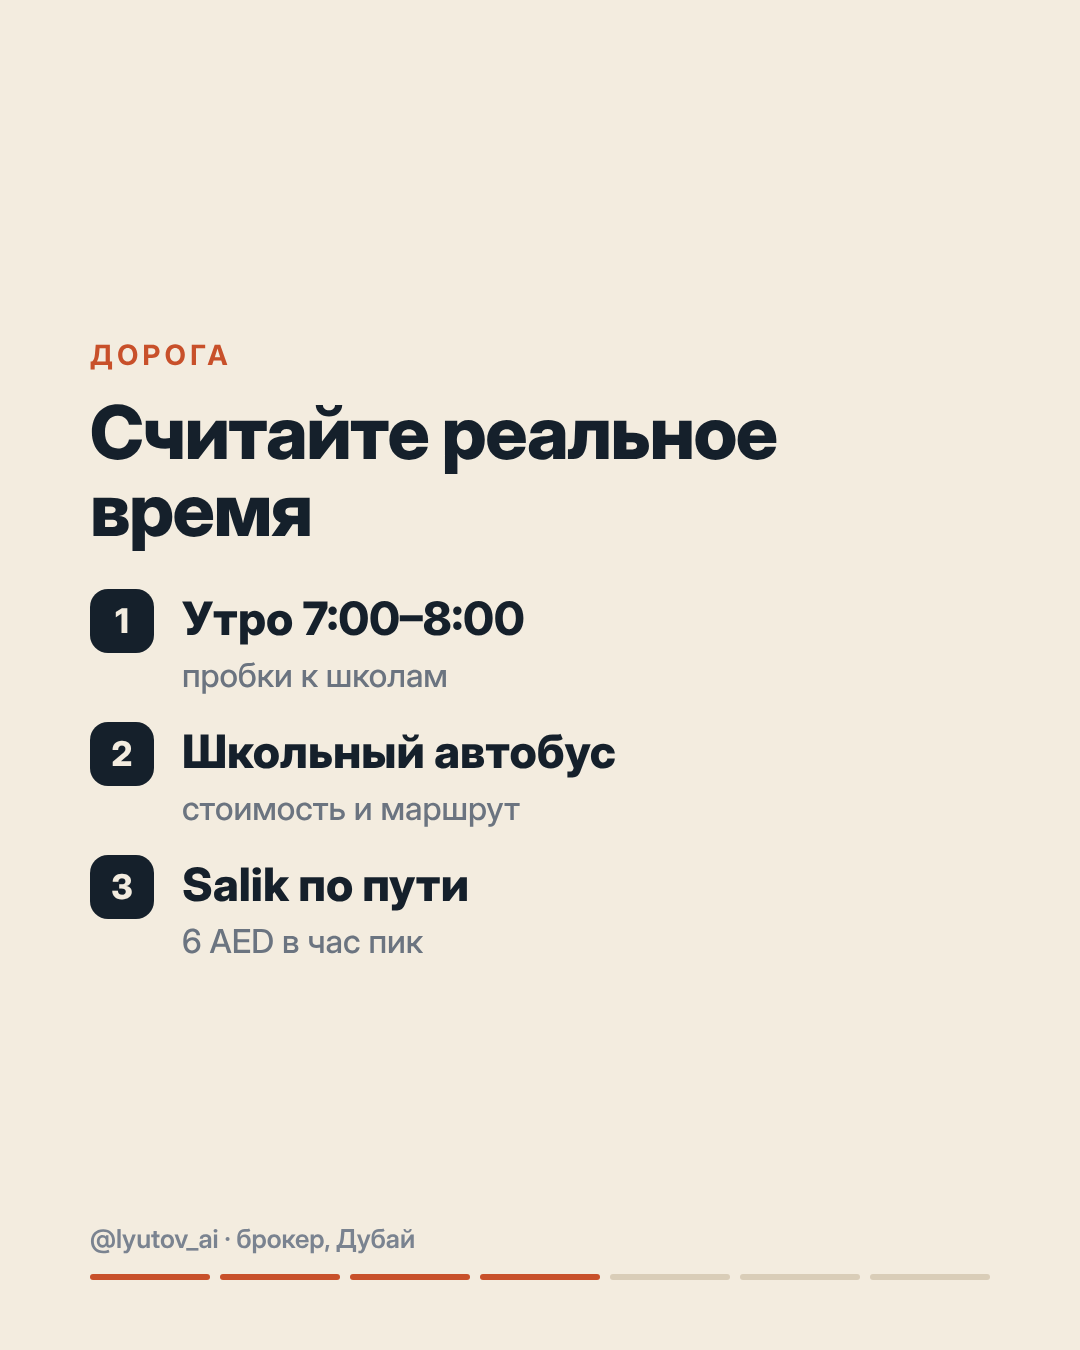 ДОРОГА
Считайте реальное
время
1 Утро 7:00–8:00
пробки к школам
2 Школьный автобус
стоимость и маршрут
3 Salik по пути
6 AED в час пик
@lyutov_ai · брокер, Дубай